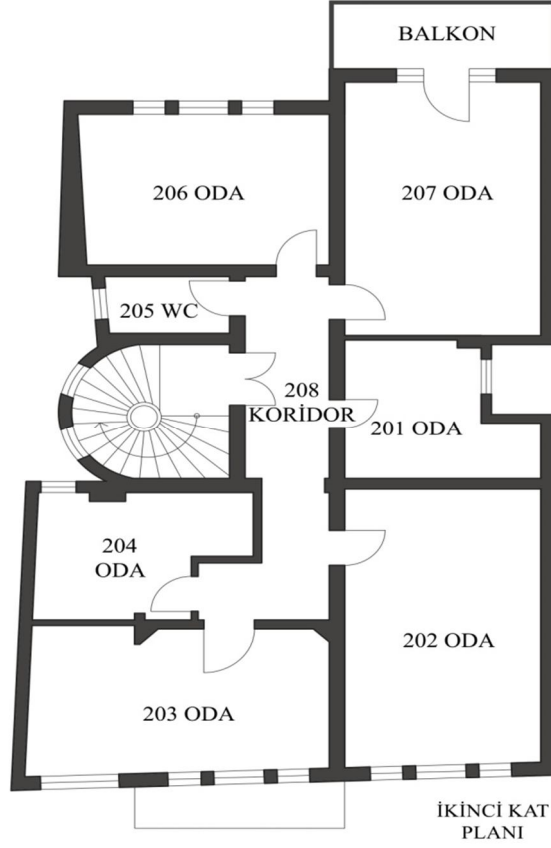 BALKON
206 ODA
207 ODA
205 WC
208
KORİDOR
201 ODA
204
ODA
202 ODA
203 ODA
İKİNCİ KAT
PLANI